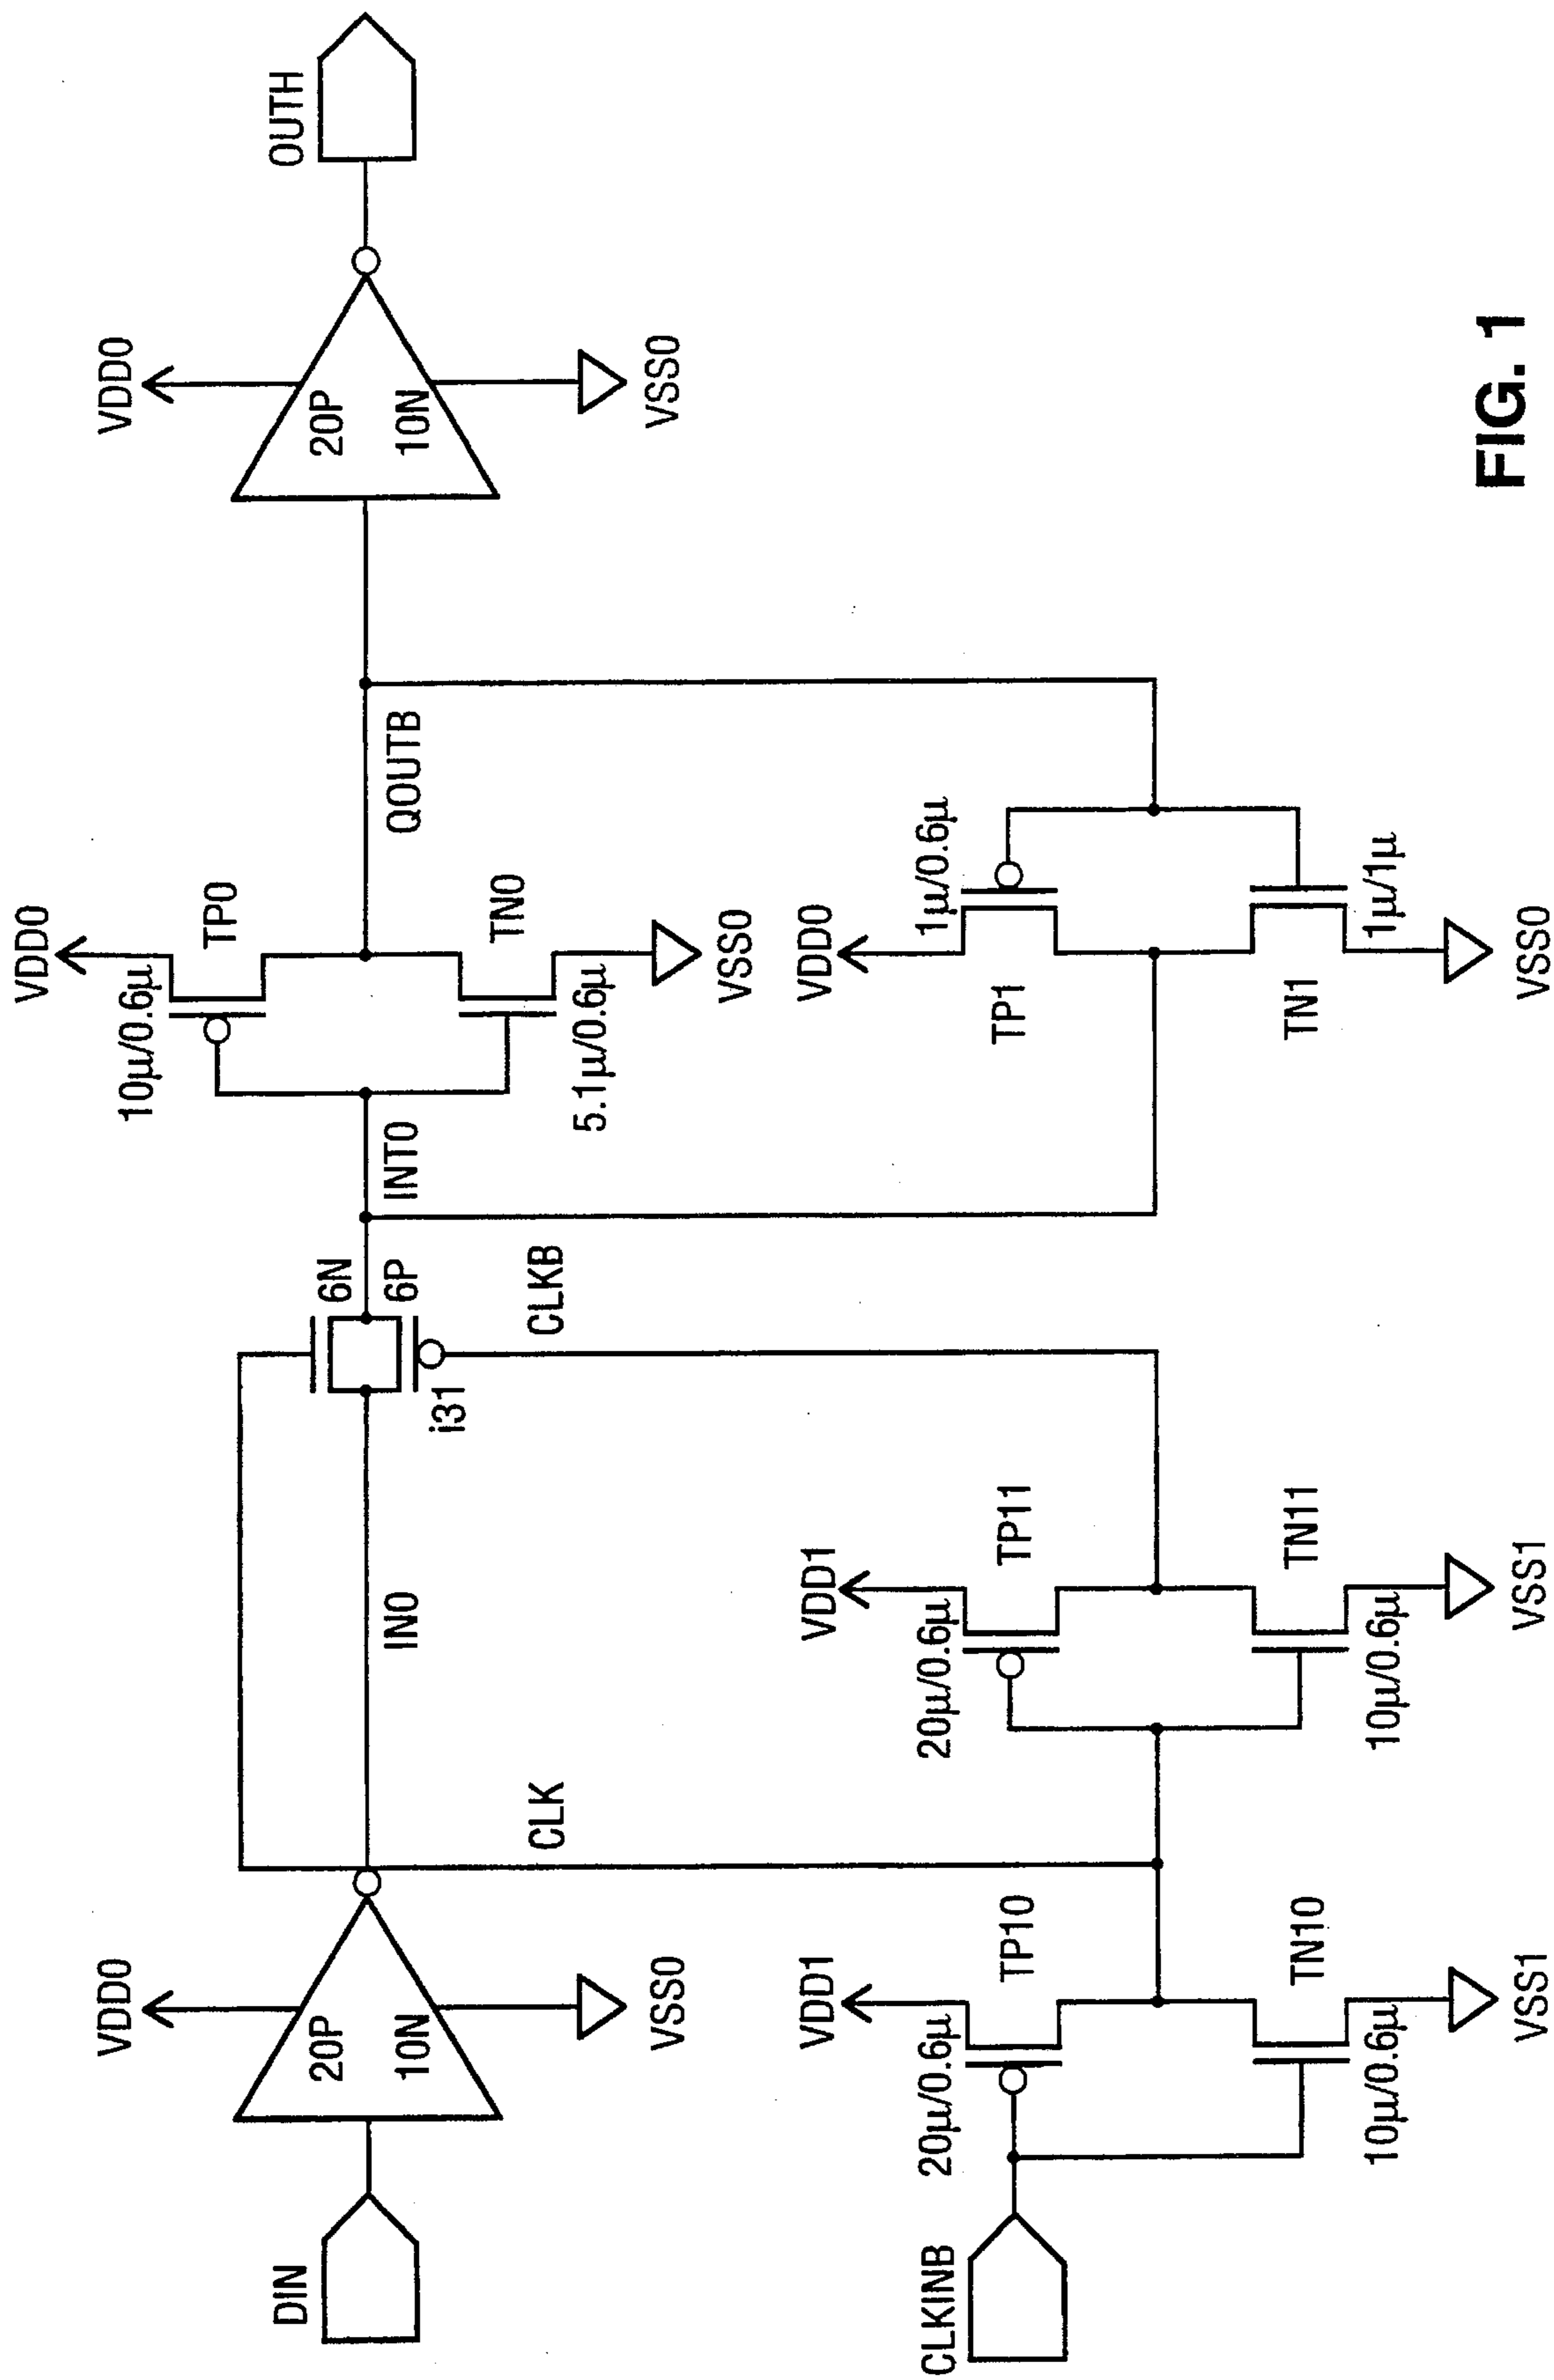 DIN
VDD0
20P
10N
VSS0
IN0
CLK
6N
6P
i31
CLKB
INT0
VDD0
10µ/0.6µ
TP0
TN0
5.1µ/0.6µ
VSS0
QOUTB
VDD0
20P
10N
VSS0
OUTH
CLKINB
VDD1
20µ/0.6µ
TP10
TN10
10µ/0.6µ
VSS1
VDD1
20µ/0.6µ
TP11
TN11
10µ/0.6µ
VSS1
VDD0
1µ/0.6µ
TP1
TN1
1µ/1µ
VSS0
FIG. 1